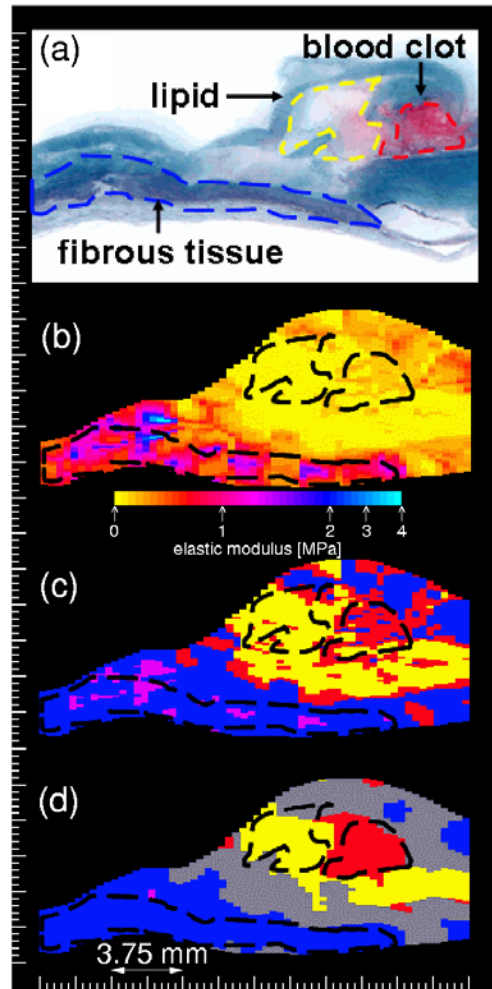 (a)
blood clot
lipid
fibrous tissue
(b)
0 1 2 3 4
elastic modulus [MPa]
(c)
(d)
3.75 mm